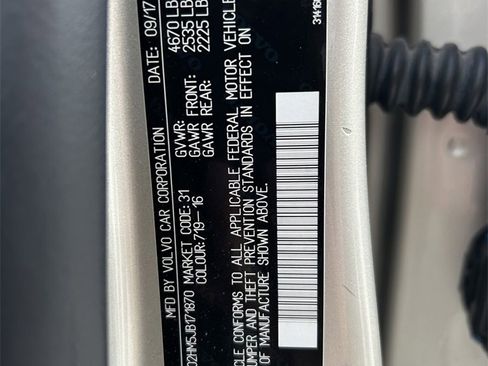 MFD BY VOLVO CAR CORPORATION DATE: 09/17
GVWR: 4670 LB
GAWR FRONT: 2535 LB
GAWR REAR: 2225 LB
02HM5JB171870 MARKET CODE: 31
COLOUR: 719-16
CLE CONFORMS TO ALL APPLICABLE FEDERAL MOTOR VEHICLE
UMPER AND THEFT PREVENTION STANDARDS IN EFFECT ON
OF MANUFACTURE SHOWN ABOVE.